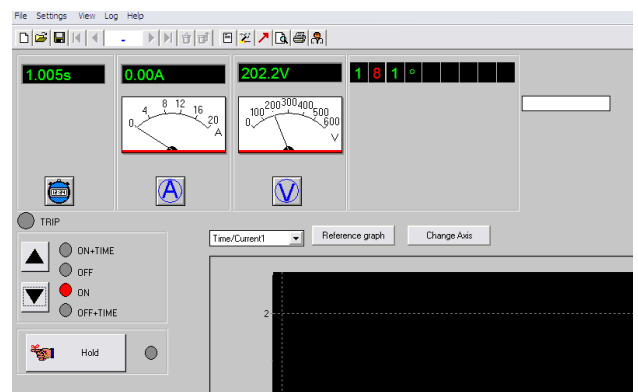 File Settings View Log Help
1.005s 0.00A 202.2V 1 8 1 °
0 4 8 12 16 20 A
0 100 200 300 400 500 600 V
TRIP
ON+TIME
OFF
ON
OFF+TIME
Hold
Time/Current1 Reference graph Change Axis
2